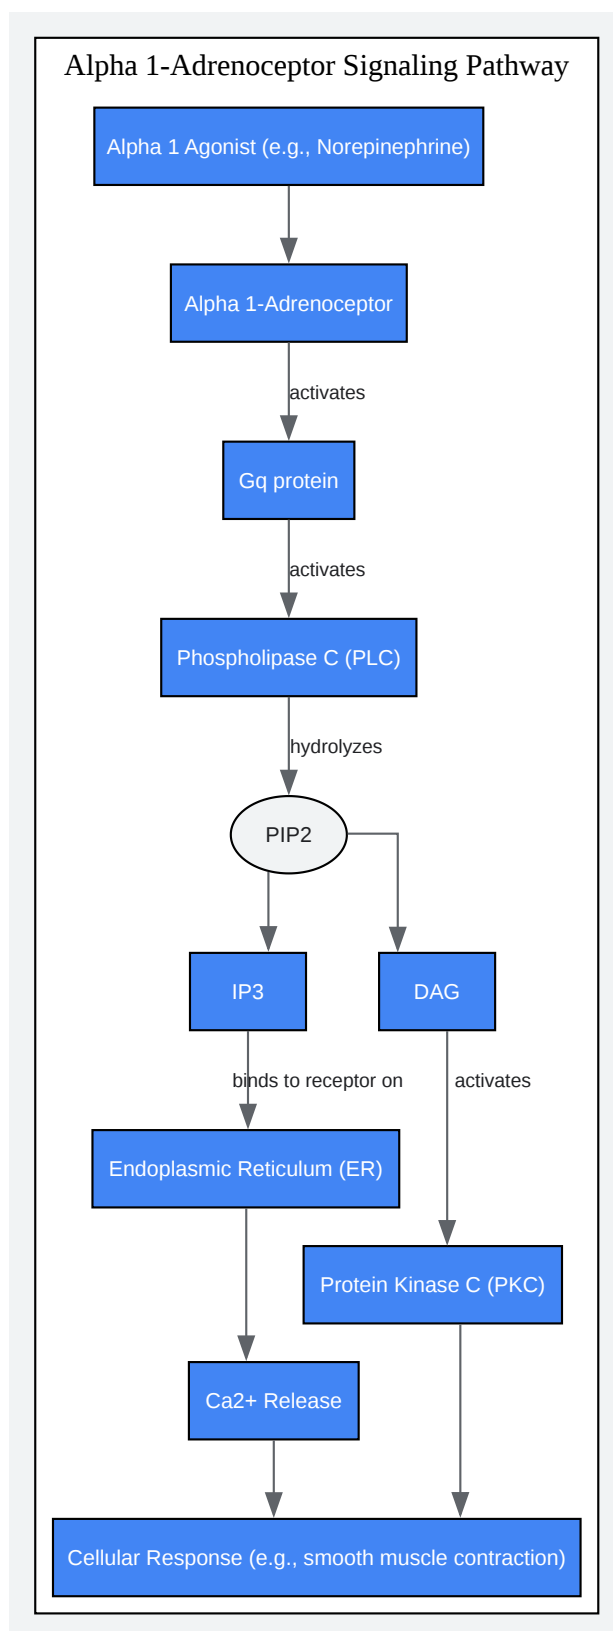 Alpha 1-Adrenoceptor Signaling Pathway
Alpha 1 Agonist (e.g., Norepinephrine)
Alpha 1-Adrenoceptor
activates
Gq protein
activates
Phospholipase C (PLC)
hydrolyzes
PIP2
IP3
DAG
binds to receptor on
activates
Endoplasmic Reticulum (ER)
Protein Kinase C (PKC)
Ca2+ Release
Cellular Response (e.g., smooth muscle contraction)